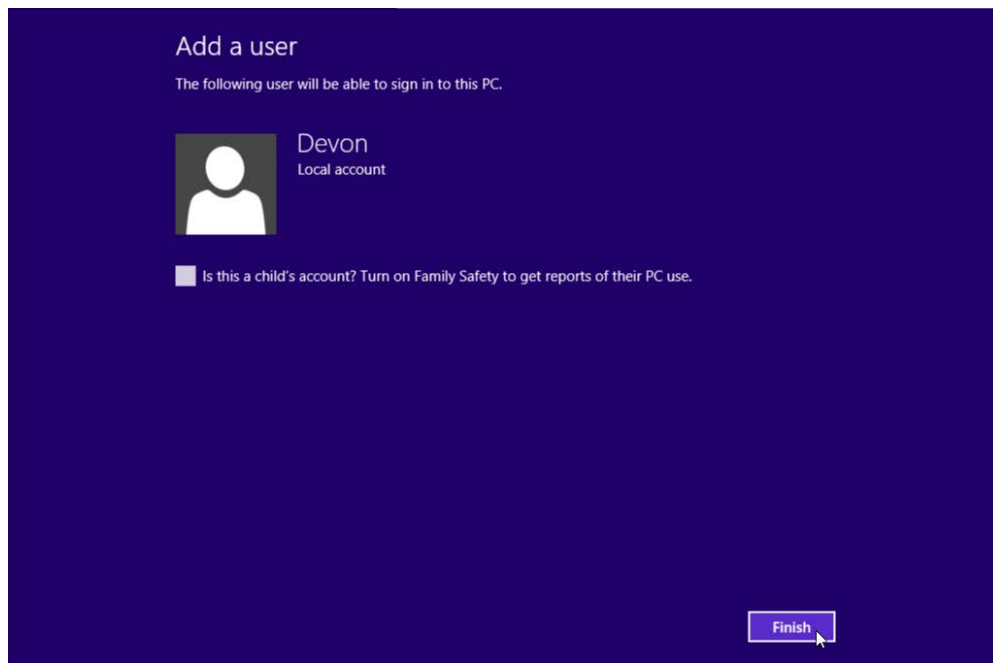 Add a user
The following user will be able to sign in to this PC.
Devon
Local account
Is this a child's account? Turn on Family Safety to get reports of their PC use.
Finish